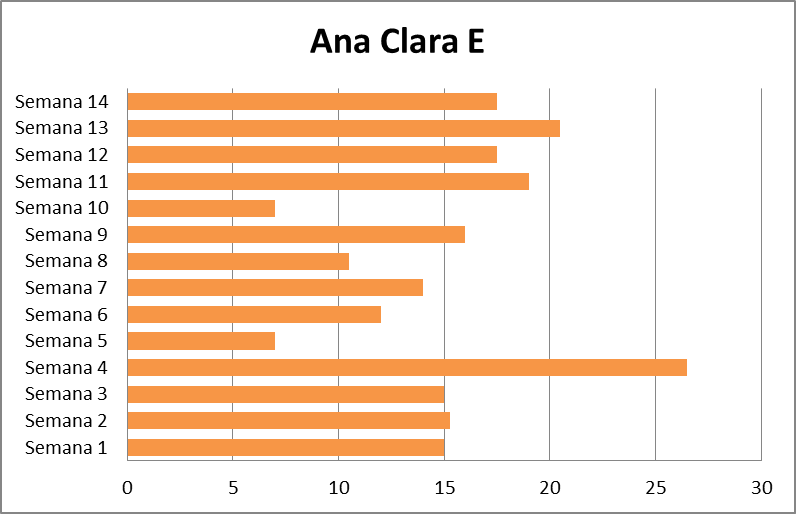 Ana Clara E
Semana 14
Semana 13
Semana 12
Semana 11
Semana 10
Semana 9
Semana 8
Semana 7
Semana 6
Semana 5
Semana 4
Semana 3
Semana 2
Semana 1
0 5 10 15 20 25 30